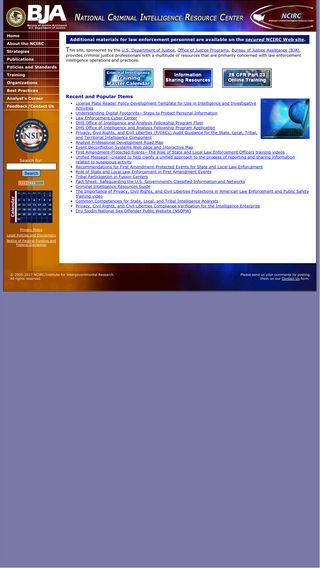 BJA
Bureau of Justice Assistance
U.S. Department of Justice
NATIONAL CRIMINAL INTELLIGENCE RESOURCE CENTER
NCIRC
Home
About the NCIRC
Strategies
Publications
Policies and Standards
Training
Organizations
Best Practices
Analyst's Corner
Feedback/Contact Us
NSIP
Search for:
Search
Calendar
Privacy Policy
Legal Policies and Disclaimers
Notice of Federal Funding and
Federal Disclaimer
Additional materials for law enforcement personnel are available on the secured NCIRC Web site.
This site, sponsored by the U.S. Department of Justice, Office of Justice Programs, Bureau of Justice Assistance (BJA),
provides criminal justice professionals with a multitude of resources that are primarily concerned with law enforcement
intelligence operations and practices.
Criminal Intelligence
Training
Master Calendar
Information
Sharing Resources
28 CFR Part 23
Online Training
Recent and Popular Items
License Plate Reader Policy Development Template for Use in Intelligence and Investigative
Activities
Understanding Digital Footprints—Steps to Protect Personal Information
Law Enforcement Cyber Center
DHS Office of Intelligence and Analysis Fellowship Program Flyer
DHS Office of Intelligence and Analysis Fellowship Program Application
Privacy, Civil Rights, and Civil Liberties (P/CRCL) Audit Guidance for the State, Local, Tribal,
and Territorial Intelligence Component
Analyst Professional Development Road Map
Event Deconfliction Systems Web page and Interactive Map
First Amendment-Protected Events—The Role of State and Local Law Enforcement Officers training videos
Unified Message—created to help clarify a unified approach to the process of reporting and sharing information
related to suspicious activity
Recommendations for First Amendment-Protected Events for State and Local Law Enforcement
Role of State and Local Law Enforcement in First Amendment Events
Tribal Participation in Fusion Centers
Fact Sheet: Safeguarding the U.S. Government's Classified Information and Networks
Criminal Intelligence Resources Guide
The Importance of Privacy, Civil Rights, and Civil Liberties Protections in American Law Enforcement and Public Safety
training video
Common Competencies for State, Local, and Tribal Intelligence Analysts
Privacy, Civil Rights, and Civil Liberties Compliance Verification for the Intelligence Enterprise
Dru Sjodin National Sex Offender Public Website (NSOPW)
© 2000-2017 NCIRC/Institute for Intergovernmental Research.
All rights reserved.
Please send us your comments by posting
them on our Contact Us form.